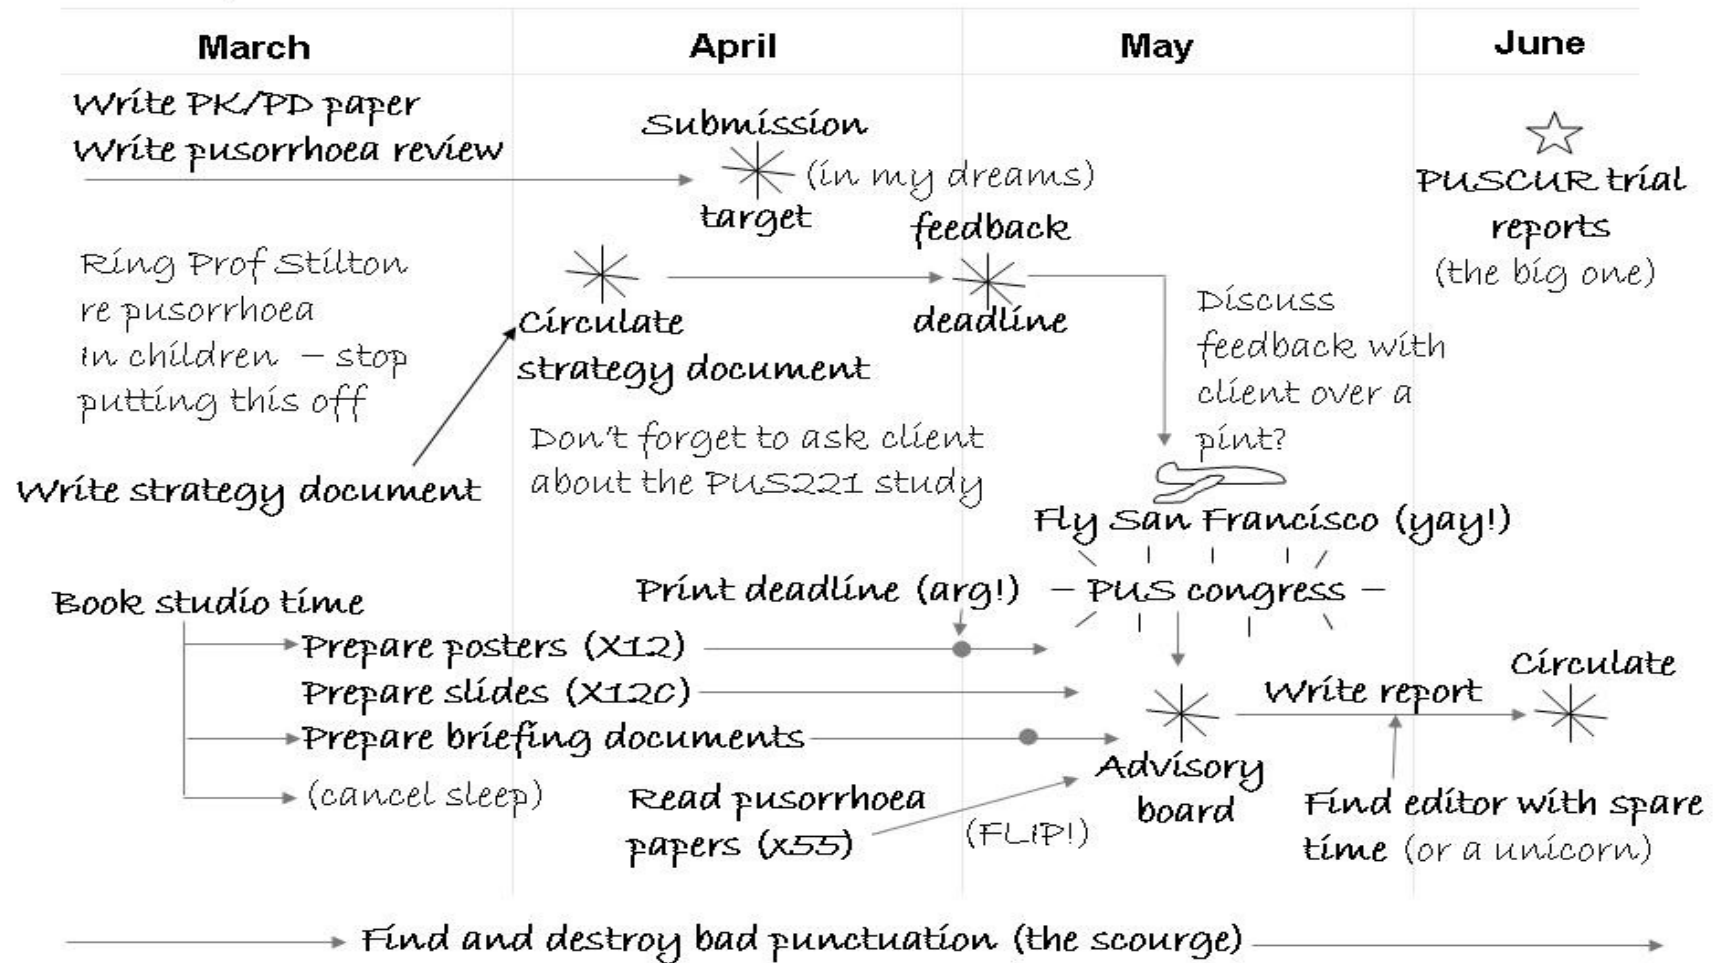 March
April
May
June
Write PK/PD paper
Write pusorrhoea review
Submission
target
(in my dreams)
PUSCUR trial
reports
(the big one)
Ring Prof Stilton
re pusorrhoea
In children – stop
putting this off
Circulate
strategy document
feedback
deadline
Discuss
feedback with
client over a
pint?
Write strategy document
Don't forget to ask client
about the PUS221 study
Fly San Francisco (yay!)
PUS congress
Book studio time
Print deadline (arg!)
Prepare posters (X12)
Prepare slides (X120)
Prepare briefing documents
(cancel sleep)
Read pusorrhoea
papers (x55)
(FLIP!)
Advisory
board
Write report
Circulate
Find editor with spare
time (or a unicorn)
Find and destroy bad punctuation (the scourge)